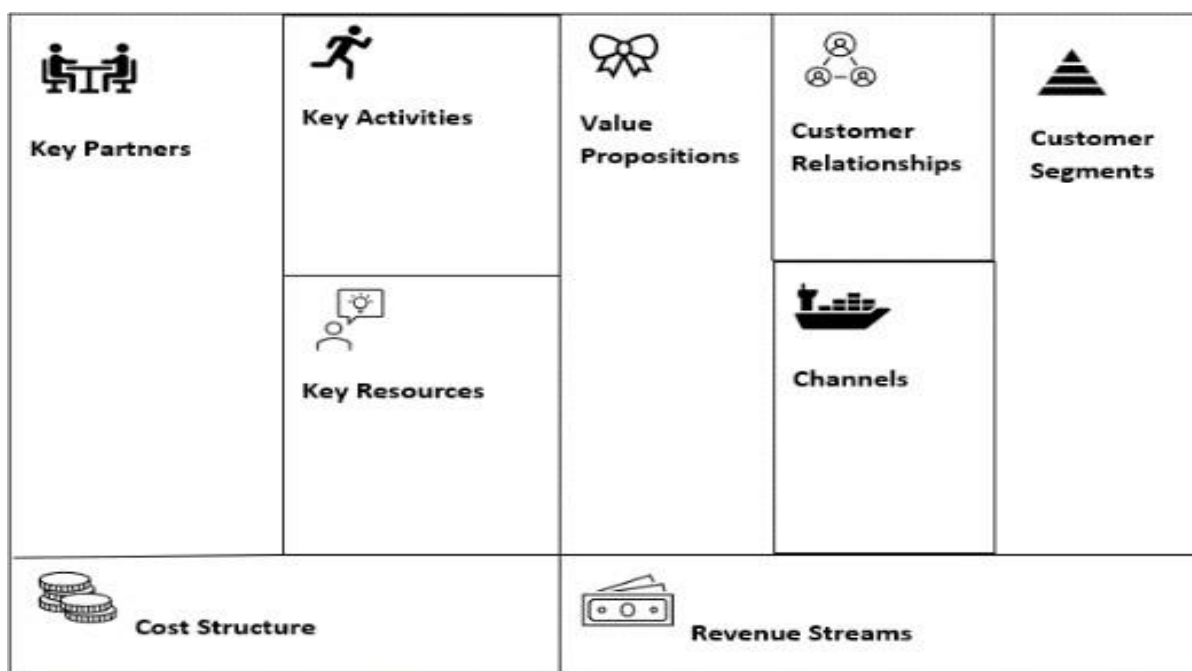 Key Partners
Key Activities
Key Resources
Value
Propositions
Customer
Relationships
Channels
Customer
Segments
Cost Structure
Revenue Streams